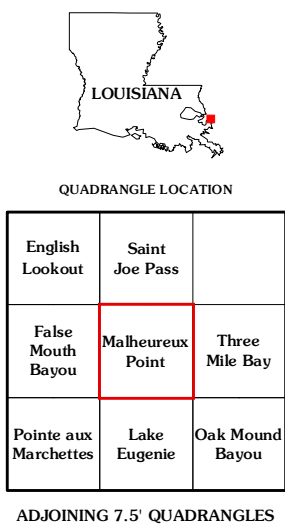 LOUISIANA
QUADRANGLE LOCATION
English
Lookout
Saint
Joe Pass
False
Mouth
Bayou
Malheureux
Point
Three
Mile Bay
Pointe aux
Marchettes
Lake
Eugenie
Oak Mound
Bayou
ADJOINING 7.5' QUADRANGLES